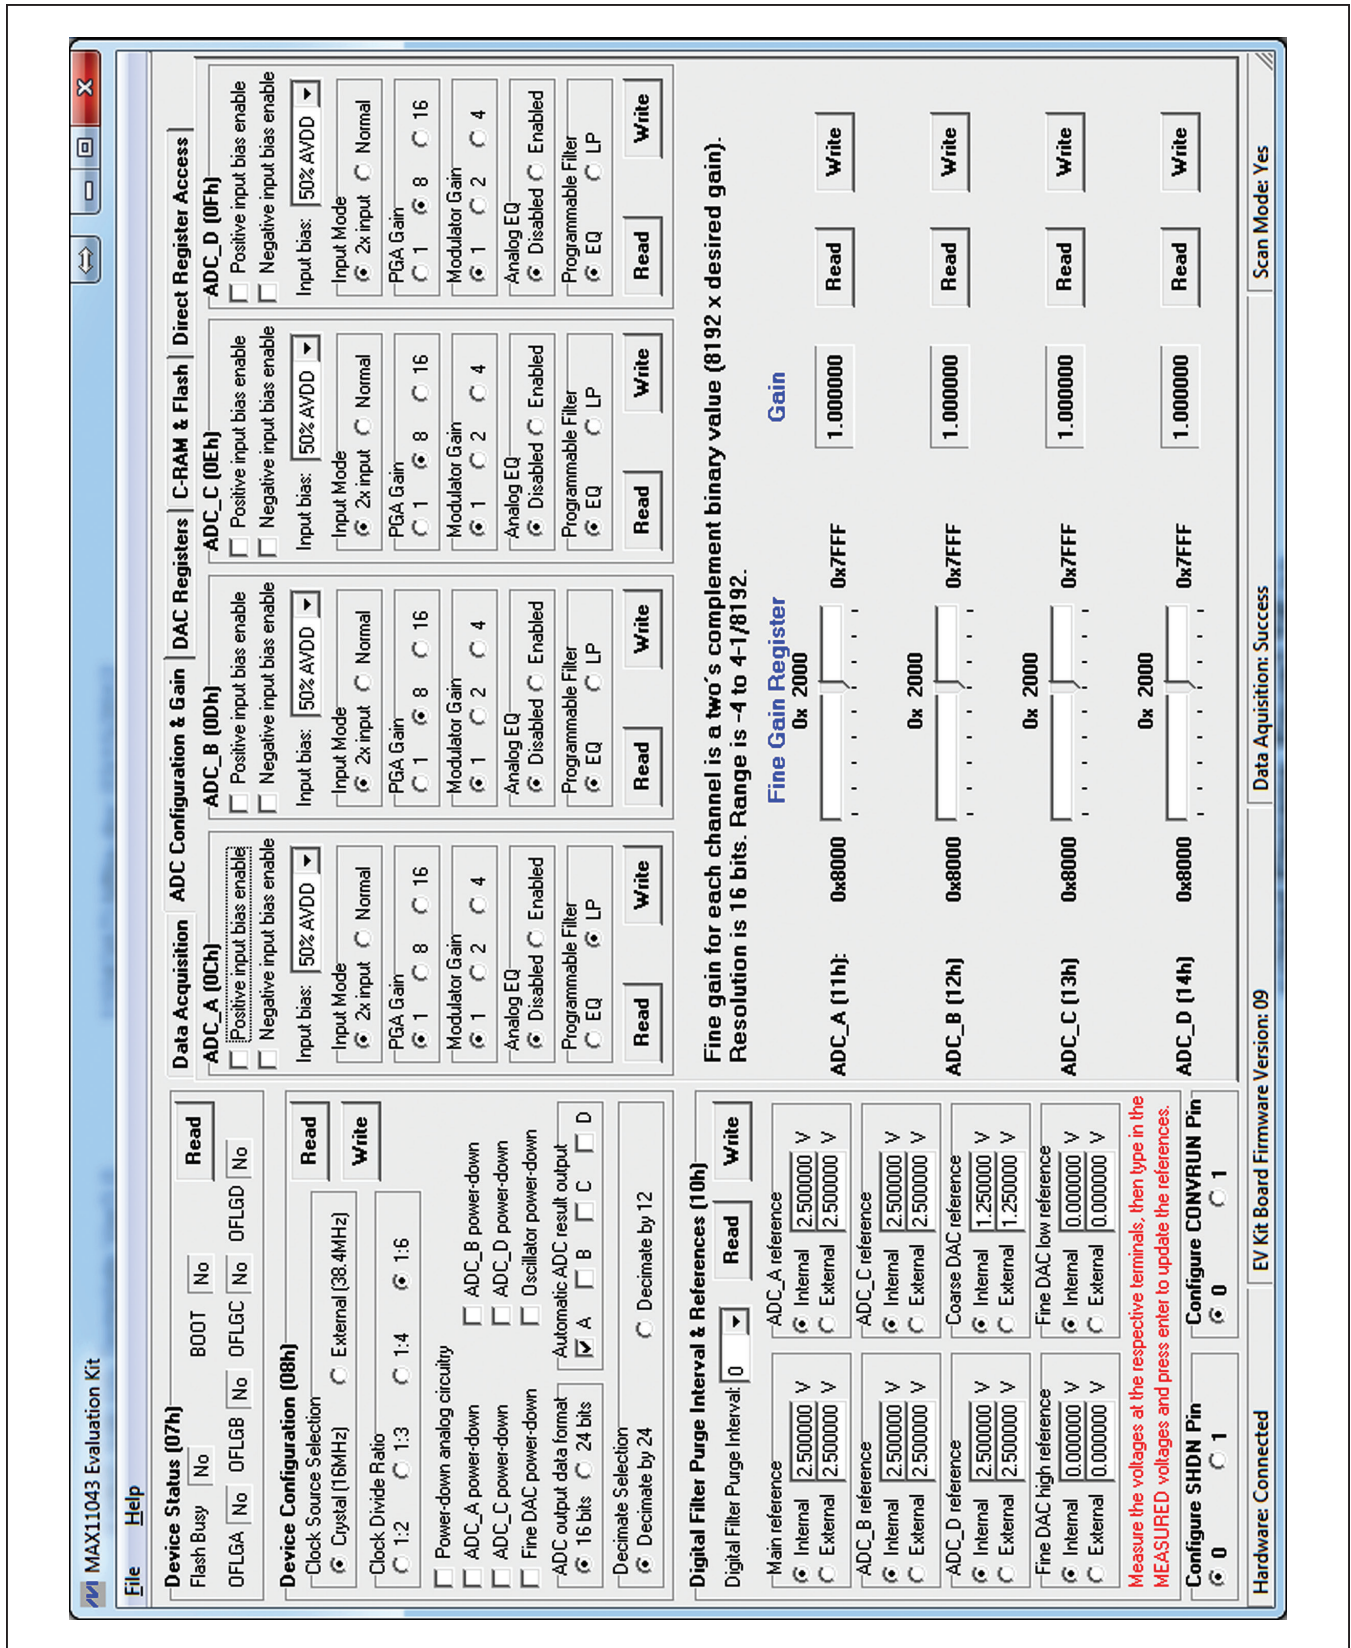 MAX11043 Evaluation Kit
File Help
Device Status (07h)
Flash Busy No BOOT No Read
OFLGA No OFLGB No OFLGC No OFLGD No
Device Configuration (08h)
Clock Source Selection
Crystal (16MHz) External (38.4MHz) Read
Clock Divide Ratio Write
1:2 1:3 1:4 1:6
Power-down analog circuitry
ADC_A power-down ADC_B power-down
ADC_C power-down ADC_D power-down
Fine DAC power-down Oscillator power-down
ADC output data format Automatic ADC result output
16 bits 24 bits A B C D
Decimate Selection
Decimate by 24 Decimate by 12
Digital Filter Purge Interval & References (10h)
Digital Filter Purge Interval: 0 Read Write
Main reference ADC_A reference
Internal 2.500000 V Internal 2.500000 V
External 2.500000 V External 2.500000 V
ADC_B reference ADC_C reference
Internal 2.500000 V Internal 2.500000 V
External 2.500000 V External 2.500000 V
ADC_D reference Coarse DAC reference
Internal 2.500000 V Internal 1.250000 V
External 2.500000 V External 1.250000 V
Fine DAC high reference Fine DAC low reference
Internal 0.000000 V Internal 0.000000 V
External 0.000000 V External 0.000000 V
Measure the voltages at the respective terminals, then type in the
MEASURED voltages and press enter to update the references.
Configure SHDN Pin Configure CONVRUN Pin
0 1 0 1
Data Acquisition ADC Configuration & Gain DAC Registers C-RAM & Flash Direct Register Access
ADC_A (0Ch) ADC_B (0Dh) ADC_C (0Eh) ADC_D (0Fh)
Positive input bias enable Positive input bias enable Positive input bias enable Positive input bias enable
Negative input bias enable Negative input bias enable Negative input bias enable Negative input bias enable
Input bias: 50% AVDD Input bias: 50% AVDD Input bias: 50% AVDD Input bias: 50% AVDD
Input Mode Input Mode Input Mode Input Mode
2x input Normal 2x input Normal 2x input Normal 2x input Normal
PGA Gain PGA Gain PGA Gain PGA Gain
1 8 16 1 8 16 1 8 16 1 8 16
Modulator Gain Modulator Gain Modulator Gain Modulator Gain
1 2 4 1 2 4 1 2 4 1 2 4
Analog EQ Analog EQ Analog EQ Analog EQ
Disabled Enabled Disabled Enabled Disabled Enabled Disabled Enabled
Programmable Filter Programmable Filter Programmable Filter Programmable Filter
EQ LP EQ LP EQ LP EQ LP
Read Write Read Write Read Write Read Write
Fine gain for each channel is a two´s complement binary value (8192 x desired gain).
Resolution is 16 bits. Range is –4 to 4–1/8192.
Fine Gain Register Gain
0x 2000
ADC_A (11h): 0x8000 0x7FFF 1.000000 Read Write
0x 2000
ADC_B (12h) 0x8000 0x7FFF 1.000000 Read Write
0x 2000
ADC_C (13h) 0x8000 0x7FFF 1.000000 Read Write
0x 2000
ADC_D (14h) 0x8000 0x7FFF 1.000000 Read Write
Hardware: Connected EV Kit Board Firmware Version: 09 Data Aquisition: Success Scan Mode: Yes